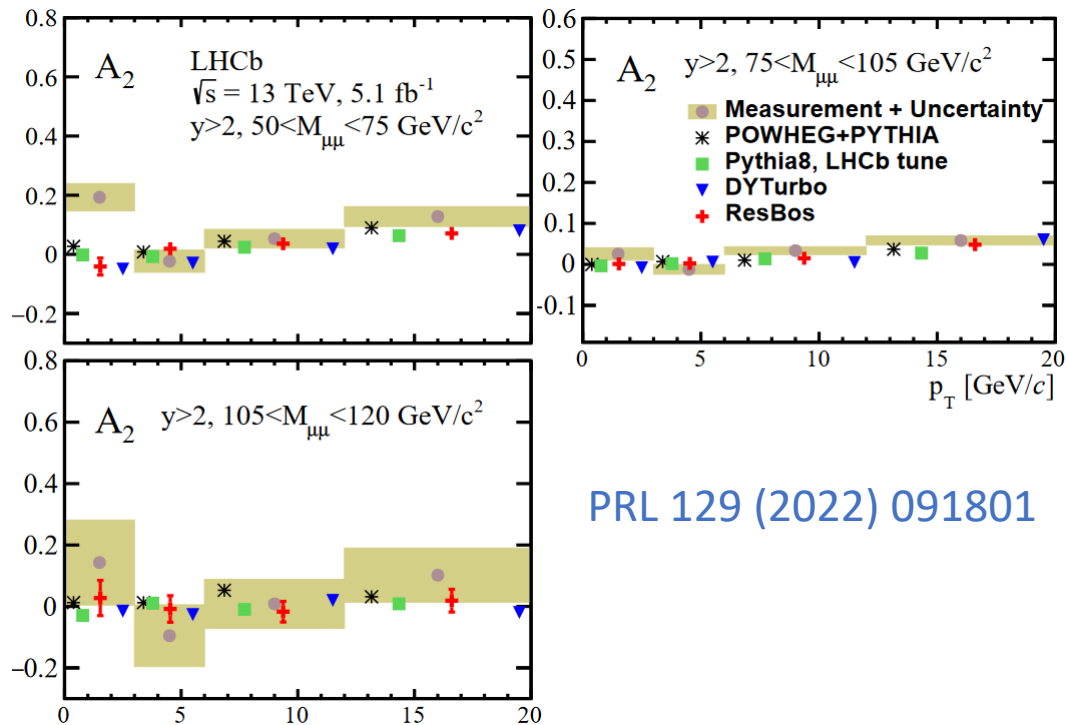 0.8
0.6
0.4
0.2
0
−0.2
A₂
LHCb
√s = 13 TeV, 5.1 fb⁻¹
y>2, 50<M_μμ<75 GeV/c²
0.6
0.5
0.4
0.3
0.2
0.1
0
-0.1
A₂ y>2, 75<M_μμ<105 GeV/c²
Measurement + Uncertainty
POWHEG+PYTHIA
Pythia8, LHCb tune
DYTurbo
ResBos
0 5 10 15 20
p_T [GeV/c]
0.8
0.6
0.4
0.2
0
−0.2
A₂ y>2, 105<M_μμ<120 GeV/c²
0 5 10 15 20
PRL 129 (2022) 091801